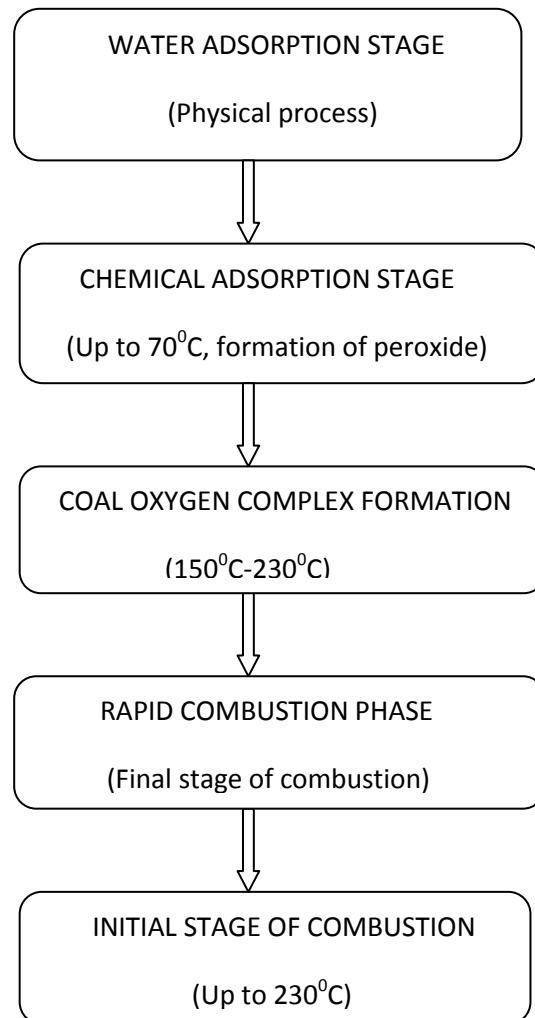 WATER ADSORPTION STAGE
(Physical process)
CHEMICAL ADSORPTION STAGE
(Up to 70⁰C, formation of peroxide)
COAL OXYGEN COMPLEX FORMATION
(150⁰C-230⁰C)
RAPID COMBUSTION PHASE
(Final stage of combustion)
INITIAL STAGE OF COMBUSTION
(Up to 230⁰C)